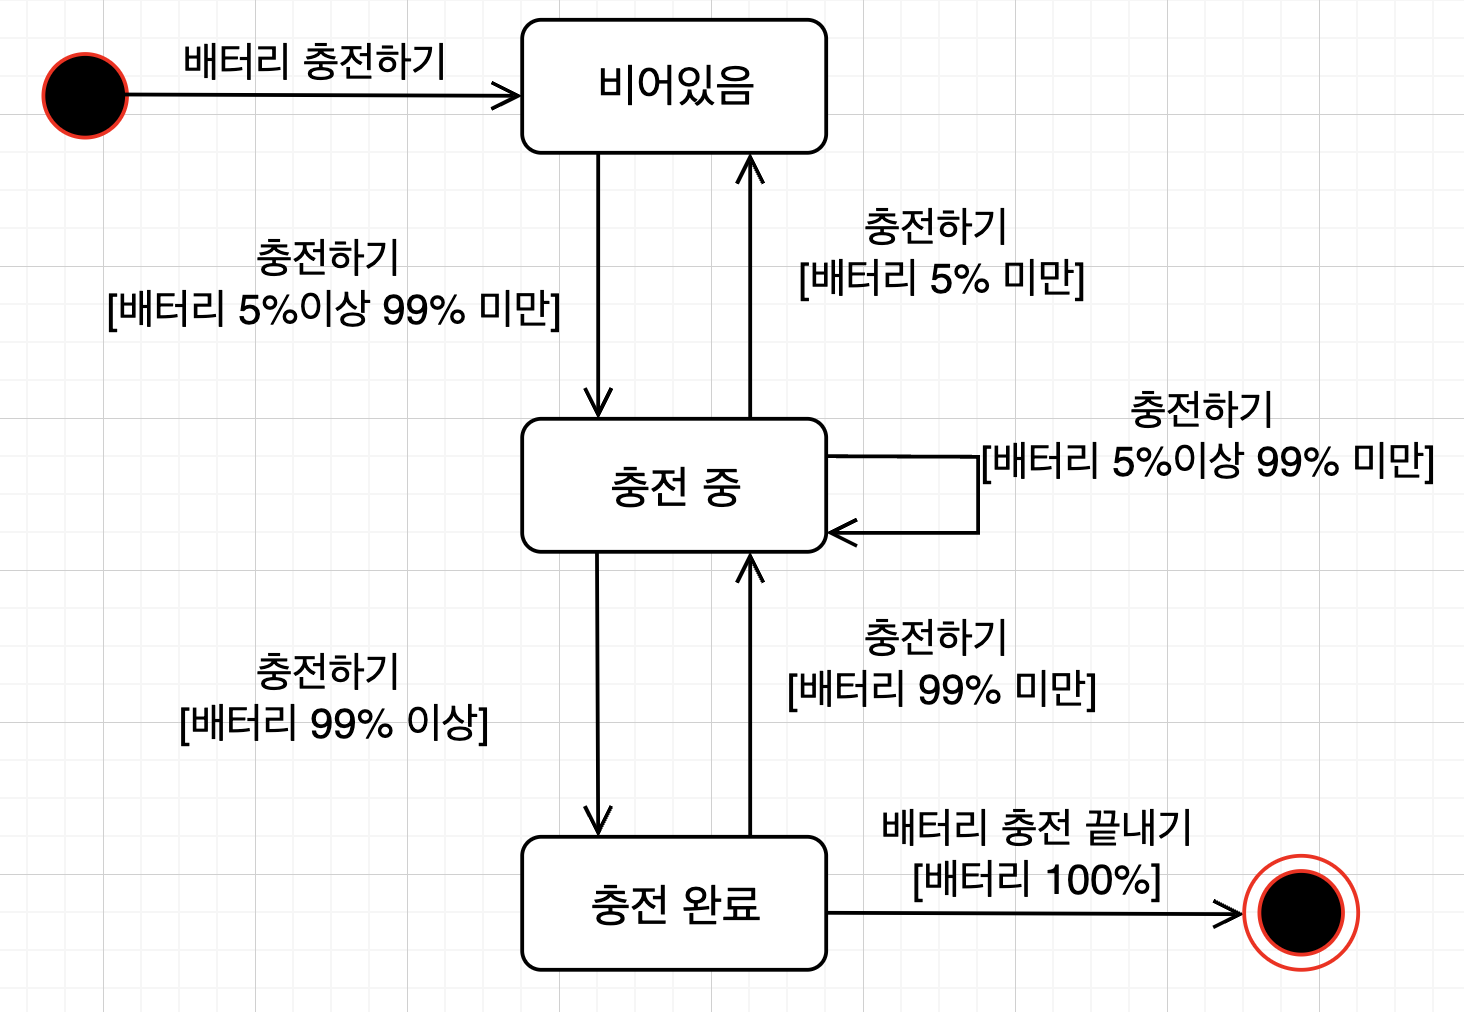 배터리 충전하기
비어있음
충전하기
[배터리 5%이상 99% 미만]
충전하기
[배터리 5% 미만]
충전 중
충전하기
[배터리 5%이상 99% 미만]
충전하기
[배터리 99% 이상]
충전하기
[배터리 99% 미만]
충전 완료
배터리 충전 끝내기
[배터리 100%]